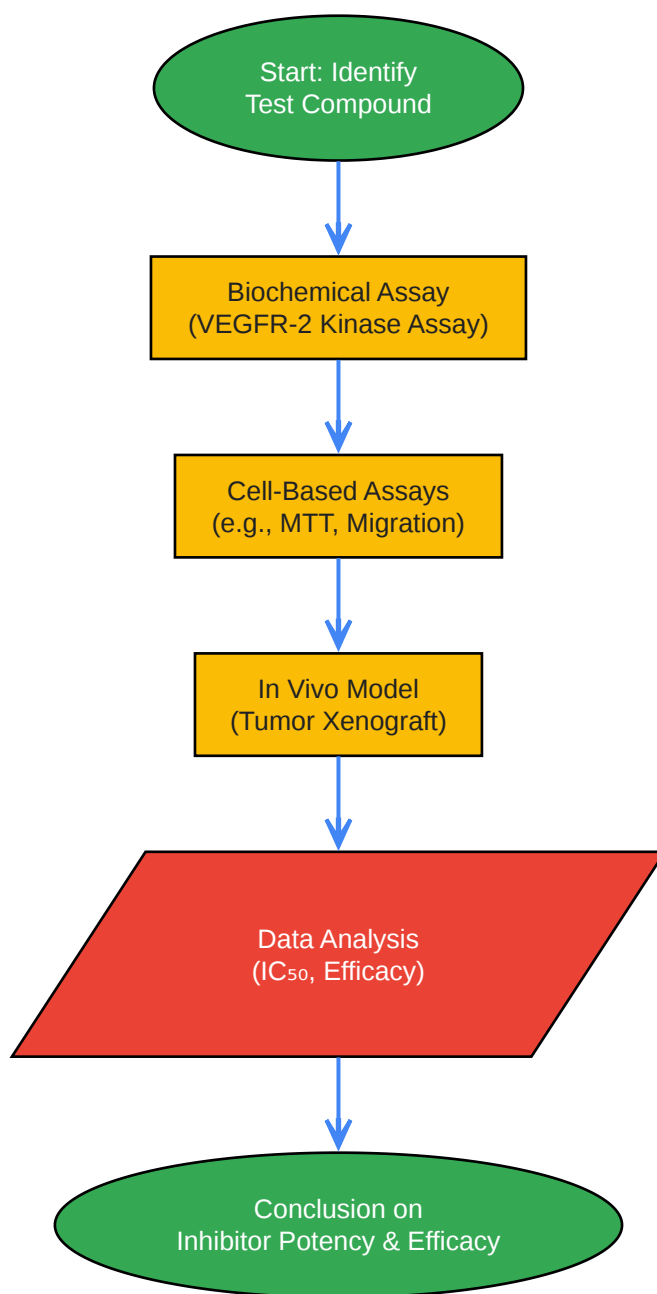 Start: Identify
Test Compound
Biochemical Assay
(VEGFR-2 Kinase Assay)
Cell-Based Assays
(e.g., MTT, Migration)
In Vivo Model
(Tumor Xenograft)
Data Analysis
(IC₅₀, Efficacy)
Conclusion on
Inhibitor Potency & Efficacy